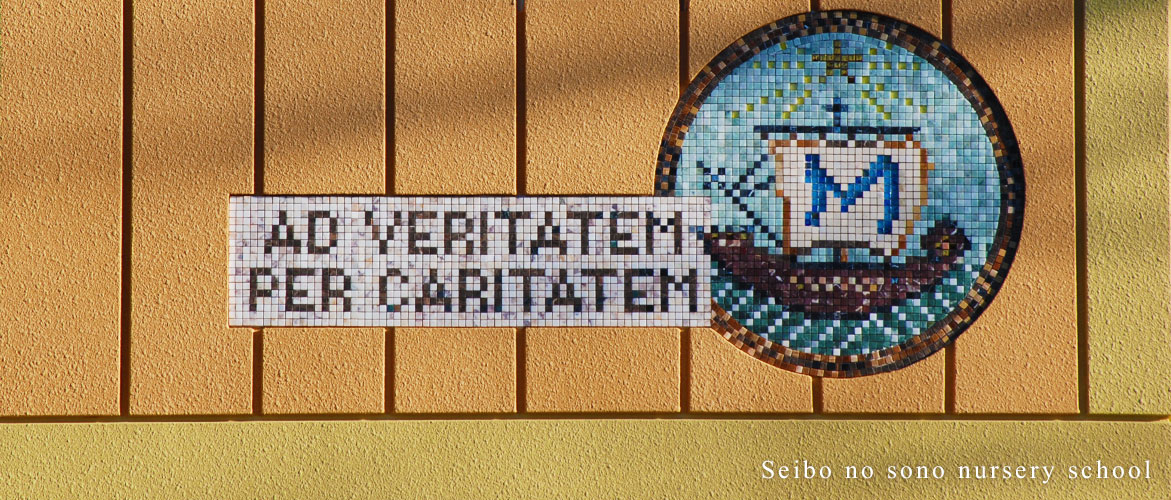 AD VERITATEM
PER CARITATEM
M
Seibo no sono nursery school